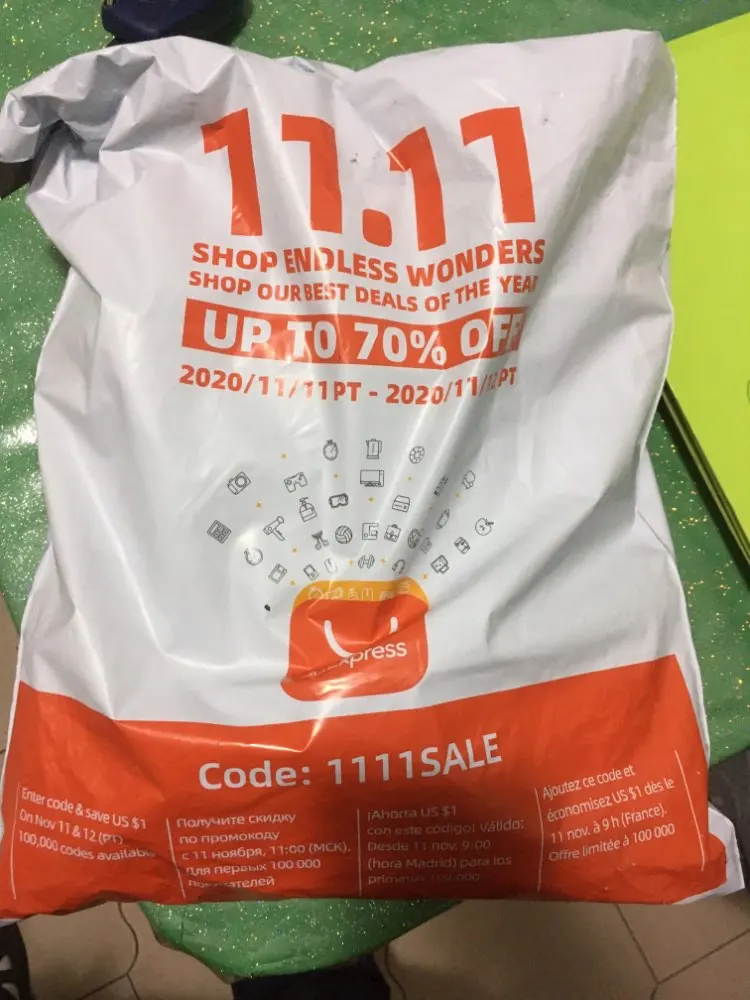 11.11
SHOP ENDLESS WONDERS
SHOP OUR BEST DEALS OF THE YEAR
UP TO 70% OFF
2020/11/11PT - 2020/11/12PT
Code: 1111SALE
Enter code & save US $1
On Nov 11 & 12 (PT)
100,000 codes available
Получите скидку
по промокоду
с 11 ноября, 11:00 (МСК).
для первых 100 000
покупателей
¡Ahorra US $1
con este código! Válido:
Desde 11 nov. 9:00
(hora Madrid) para los
primeros 100.000
Ajoutez ce code et
économisez US $1 dès le
11 nov. à 9 h (France).
Offre limitée à 100 000